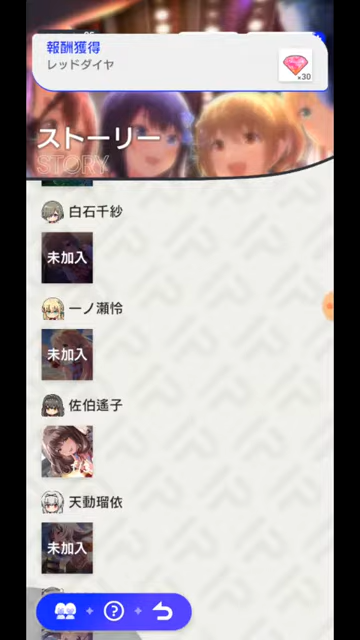 報酬獲得
レッドダイヤ
×30
ストーリー
STORY
白石千紗
未加入
一ノ瀬怜
未加入
佐伯遙子
天動瑠依
未加入